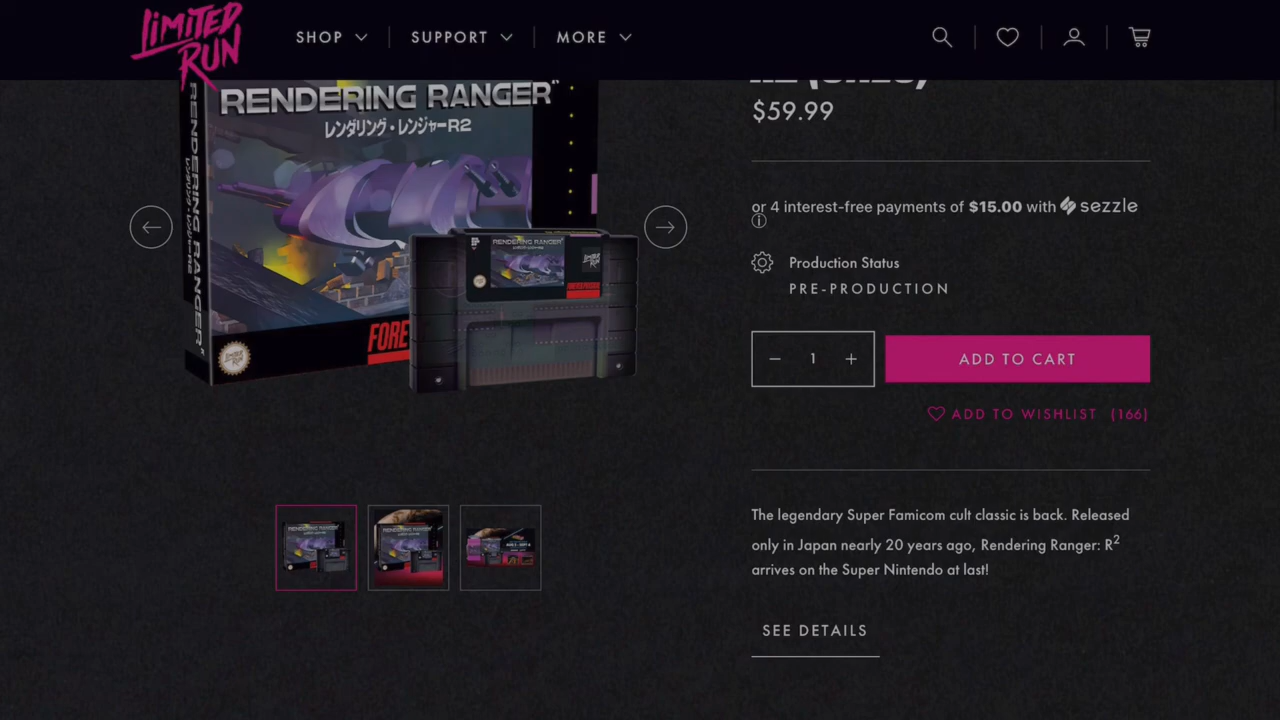 LIMITED
RUN
SHOP
SUPPORT
MORE
RENDERING RANGER
レンダリング・レンジャーR2
RENDERING RANGER
FORE
RENDERING RANGER
$59.99
or 4 interest-free payments of $15.00 with sezzle
Production Status
PRE-PRODUCTION
1
ADD TO CART
ADD TO WISHLIST (166)
The legendary Super Famicom cult classic is back. Released
only in Japan nearly 20 years ago, Rendering Ranger: R²
arrives on the Super Nintendo at last!
SEE DETAILS